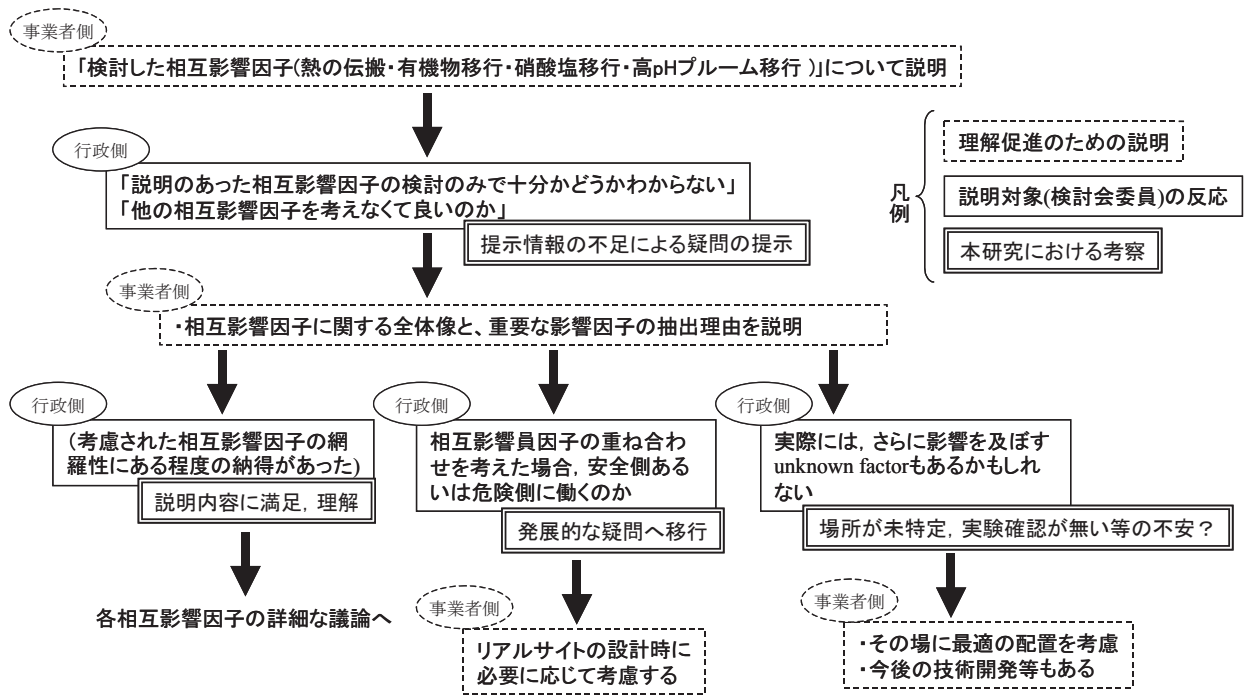 事業者側
「検討した相互影響因子(熱の伝搬・有機物移行・硝酸塩移行・高pHプルーム移行 )」について説明
行政側
「説明のあった相互影響因子の検討のみで十分かどうかわからない」
「他の相互影響因子を考えなくて良いのか」
提示情報の不足による疑問の提示
凡例
理解促進のための説明
説明対象(検討会委員)の反応
本研究における考察
事業者側
・相互影響因子に関する全体像と、重要な影響因子の抽出理由を説明
行政側
(考慮された相互影響因子の網
羅性にある程度の納得があった)
説明内容に満足，理解
各相互影響因子の詳細な議論へ
行政側
相互影響員因子の重ね合わ
せを考えた場合，安全側ある
いは危険側に働くのか
発展的な疑問へ移行
事業者側
リアルサイトの設計時に
必要に応じて考慮する
行政側
実際には，さらに影響を及ぼす
unknown factorもあるかもしれ
ない
場所が未特定，実験確認が無い等の不安？
事業者側
・その場に最適の配置を考慮
・今後の技術開発等もある